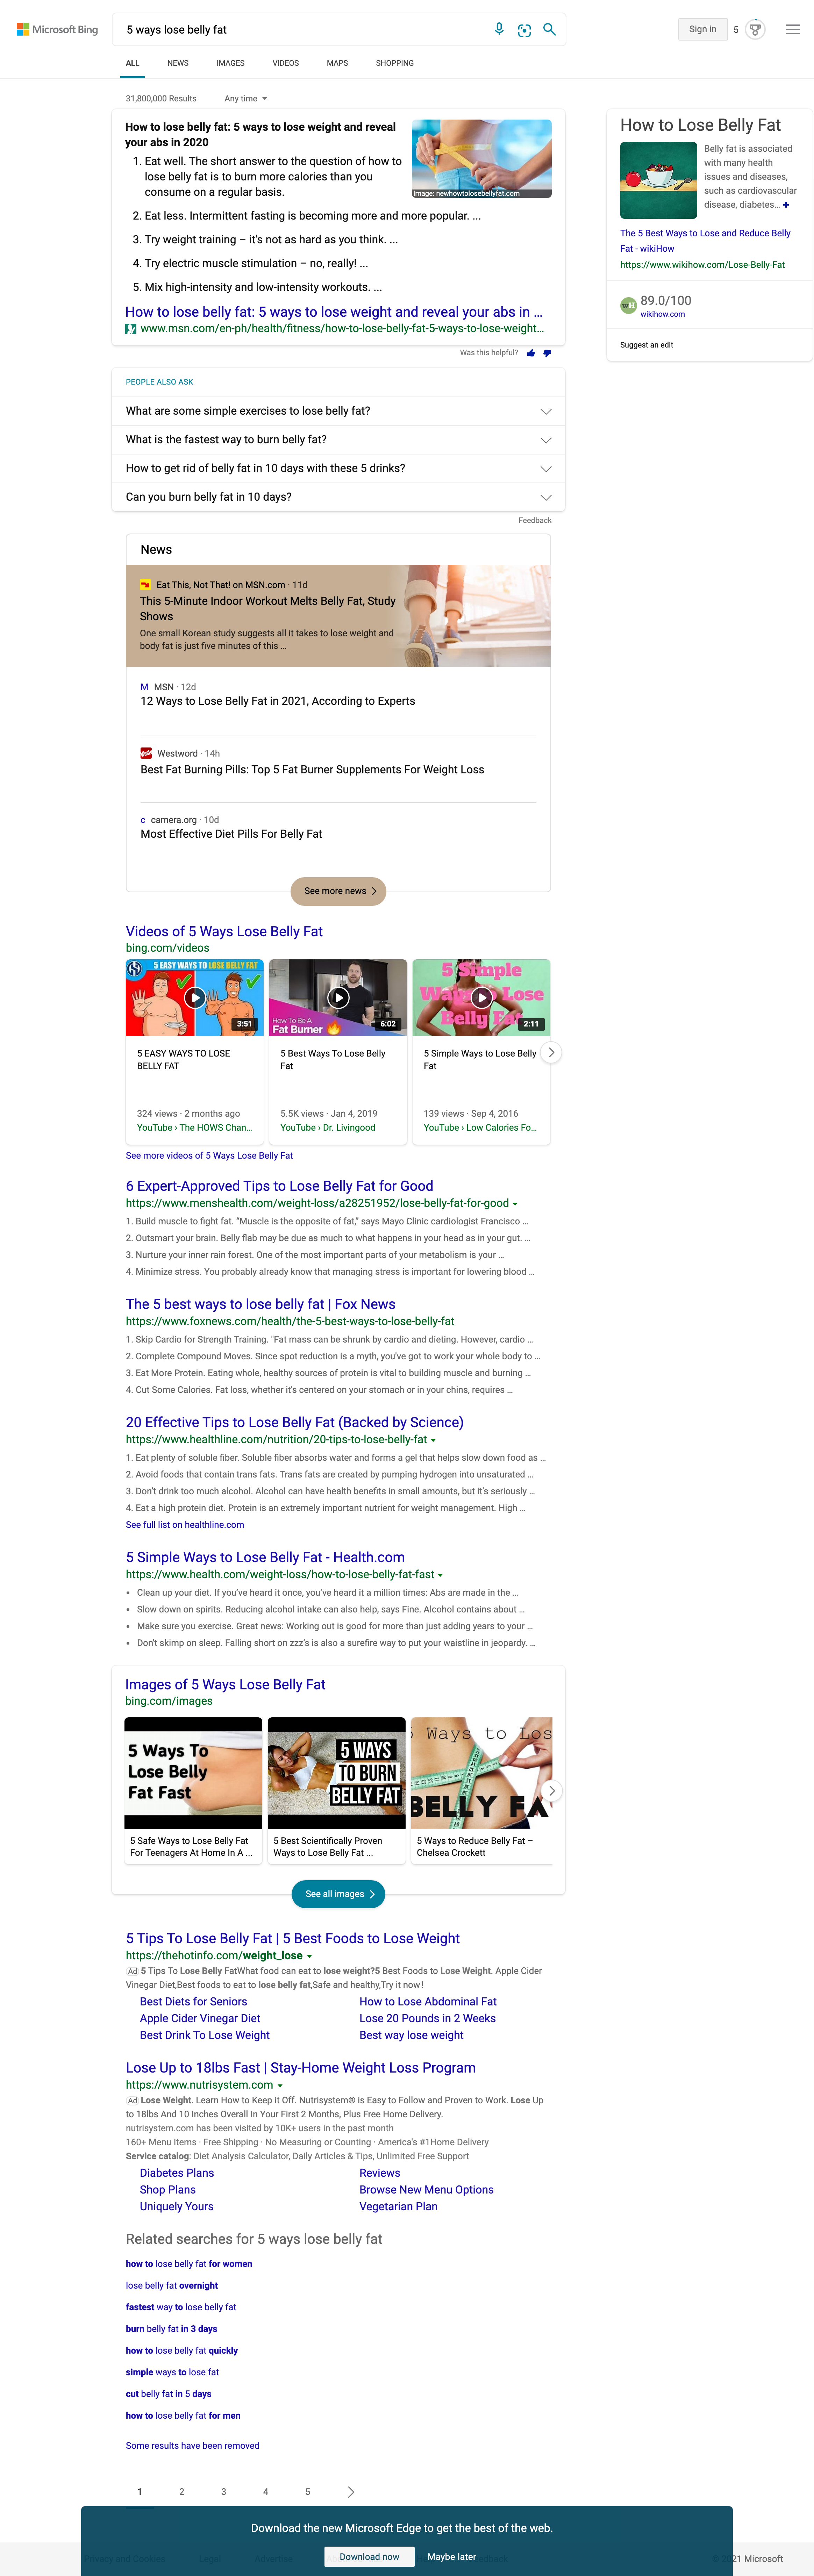 Microsoft Bing
5 ways lose belly fat
Sign in
5
ALL
NEWS
IMAGES
VIDEOS
MAPS
SHOPPING
31,800,000 Results
Any time
How to lose belly fat: 5 ways to lose weight and reveal
your abs in 2020
1. Eat well. The short answer to the question of how to
lose belly fat is to burn more calories than you
consume on a regular basis.
Image: newhowtolosebellyfat.com
2. Eat less. Intermittent fasting is becoming more and more popular. ...
3. Try weight training – it's not as hard as you think. ...
4. Try electric muscle stimulation – no, really! ...
5. Mix high-intensity and low-intensity workouts. ...
How to lose belly fat: 5 ways to lose weight and reveal your abs in ...
www.msn.com/en-ph/health/fitness/how-to-lose-belly-fat-5-ways-to-lose-weight...
Was this helpful?
How to Lose Belly Fat
Belly fat is associated
with many health
issues and diseases,
such as cardiovascular
disease, diabetes... +
The 5 Best Ways to Lose and Reduce Belly
Fat - wikiHow
https://www.wikihow.com/Lose-Belly-Fat
wH
89.0/100
wikihow.com
Suggest an edit
PEOPLE ALSO ASK
What are some simple exercises to lose belly fat?
What is the fastest way to burn belly fat?
How to get rid of belly fat in 10 days with these 5 drinks?
Can you burn belly fat in 10 days?
Feedback
News
Eat This, Not That! on MSN.com · 11d
This 5-Minute Indoor Workout Melts Belly Fat, Study
Shows
One small Korean study suggests all it takes to lose weight and
body fat is just five minutes of this ...
M MSN · 12d
12 Ways to Lose Belly Fat in 2021, According to Experts
Westword · 14h
Best Fat Burning Pills: Top 5 Fat Burner Supplements For Weight Loss
c camera.org · 10d
Most Effective Diet Pills For Belly Fat
See more news
Videos of 5 Ways Lose Belly Fat
bing.com/videos
5 EASY WAYS TO LOSE BELLY FAT
3:51
How To Be A
Fat Burner
6:02
5 Simple
Ways to Lose
Belly Fat
2:11
5 EASY WAYS TO LOSE
BELLY FAT
324 views · 2 months ago
YouTube › The HOWS Chan...
5 Best Ways To Lose Belly
Fat
5.5K views · Jan 4, 2019
YouTube › Dr. Livingood
5 Simple Ways to Lose Belly
Fat
139 views · Sep 4, 2016
YouTube › Low Calories Fo...
See more videos of 5 Ways Lose Belly Fat
6 Expert-Approved Tips to Lose Belly Fat for Good
https://www.menshealth.com/weight-loss/a28251952/lose-belly-fat-for-good
1. Build muscle to fight fat. “Muscle is the opposite of fat,” says Mayo Clinic cardiologist Francisco ...
2. Outsmart your brain. Belly flab may be due as much to what happens in your head as in your gut. ...
3. Nurture your inner rain forest. One of the most important parts of your metabolism is your ...
4. Minimize stress. You probably already know that managing stress is important for lowering blood ...
The 5 best ways to lose belly fat | Fox News
https://www.foxnews.com/health/the-5-best-ways-to-lose-belly-fat
1. Skip Cardio for Strength Training. "Fat mass can be shrunk by cardio and dieting. However, cardio ...
2. Complete Compound Moves. Since spot reduction is a myth, you've got to work your whole body to ...
3. Eat More Protein. Eating whole, healthy sources of protein is vital to building muscle and burning ...
4. Cut Some Calories. Fat loss, whether it's centered on your stomach or in your chins, requires ...
20 Effective Tips to Lose Belly Fat (Backed by Science)
https://www.healthline.com/nutrition/20-tips-to-lose-belly-fat
1. Eat plenty of soluble fiber. Soluble fiber absorbs water and forms a gel that helps slow down food as ...
2. Avoid foods that contain trans fats. Trans fats are created by pumping hydrogen into unsaturated ...
3. Don’t drink too much alcohol. Alcohol can have health benefits in small amounts, but it’s seriously ...
4. Eat a high protein diet. Protein is an extremely important nutrient for weight management. High ...
See full list on healthline.com
5 Simple Ways to Lose Belly Fat - Health.com
https://www.health.com/weight-loss/how-to-lose-belly-fat-fast
• Clean up your diet. If you’ve heard it once, you’ve heard it a million times: Abs are made in the ...
• Slow down on spirits. Reducing alcohol intake can also help, says Fine. Alcohol contains about ...
• Make sure you exercise. Great news: Working out is good for more than just adding years to your ...
• Don't skimp on sleep. Falling short on zzz’s is also a surefire way to put your waistline in jeopardy. ...
Images of 5 Ways Lose Belly Fat
bing.com/images
5 Ways To
Lose Belly
Fat Fast
5 WAYS
TO BURN
BELLY FAT
5 Ways to Los
BELLY FA
5 Safe Ways to Lose Belly Fat
For Teenagers At Home In A ...
5 Best Scientifically Proven
Ways to Lose Belly Fat ...
5 Ways to Reduce Belly Fat –
Chelsea Crockett
See all images
5 Tips To Lose Belly Fat | 5 Best Foods to Lose Weight
https://thehotinfo.com/weight_lose
Ad 5 Tips To Lose Belly FatWhat food can eat to lose weight?5 Best Foods to Lose Weight. Apple Cider
Vinegar Diet,Best foods to eat to lose belly fat,Safe and healthy,Try it now!
Best Diets for Seniors
How to Lose Abdominal Fat
Apple Cider Vinegar Diet
Lose 20 Pounds in 2 Weeks
Best Drink To Lose Weight
Best way lose weight
Lose Up to 18lbs Fast | Stay-Home Weight Loss Program
https://www.nutrisystem.com
Ad Lose Weight. Learn How to Keep it Off. Nutrisystem® is Easy to Follow and Proven to Work. Lose Up
to 18lbs And 10 Inches Overall In Your First 2 Months, Plus Free Home Delivery.
nutrisystem.com has been visited by 10K+ users in the past month
160+ Menu Items · Free Shipping · No Measuring or Counting · America's #1Home Delivery
Service catalog: Diet Analysis Calculator, Daily Articles & Tips, Unlimited Free Support
Diabetes Plans
Reviews
Shop Plans
Browse New Menu Options
Uniquely Yours
Vegetarian Plan
Related searches for 5 ways lose belly fat
how to lose belly fat for women
lose belly fat overnight
fastest way to lose belly fat
burn belly fat in 3 days
how to lose belly fat quickly
simple ways to lose fat
cut belly fat in 5 days
how to lose belly fat for men
Some results have been removed
1
2
3
4
5
Download the new Microsoft Edge to get the best of the web.
Download now
Maybe later
21 Microsoft